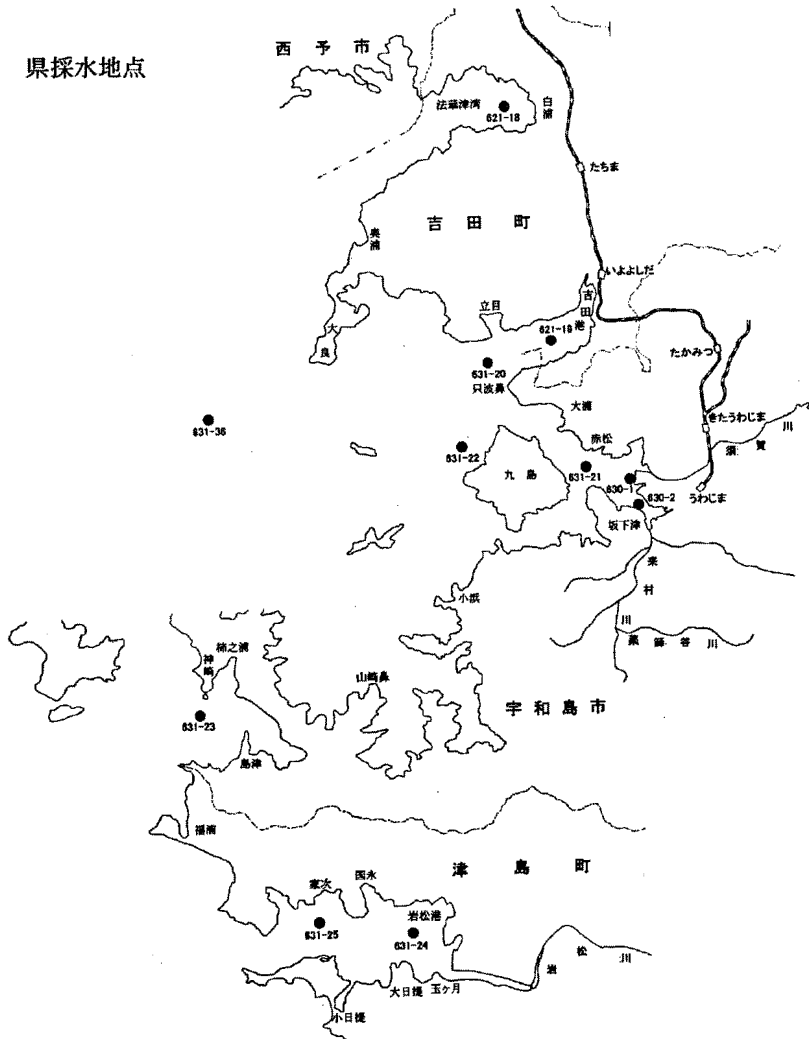 県採水地点
西予市
法華津湾
白浦
621-18
たちま
吉田町
奥浦
いよよしだ
立目
吉田港
大良
621-19
たかみつ
631-20
只波鼻
大浦
631-36
赤松
きたうわじま
須賀川
631-22
九島
631-21
630-1
うわじま
630-2
坂下津
来村川
小浜
薬師谷川
柿之浦
神崎
山崎鼻
宇和島市
631-23
島津
福浦
津島町
国永
家次
岩松港
631-25
631-24
岩松川
大日提
玉ヶ月
小日提